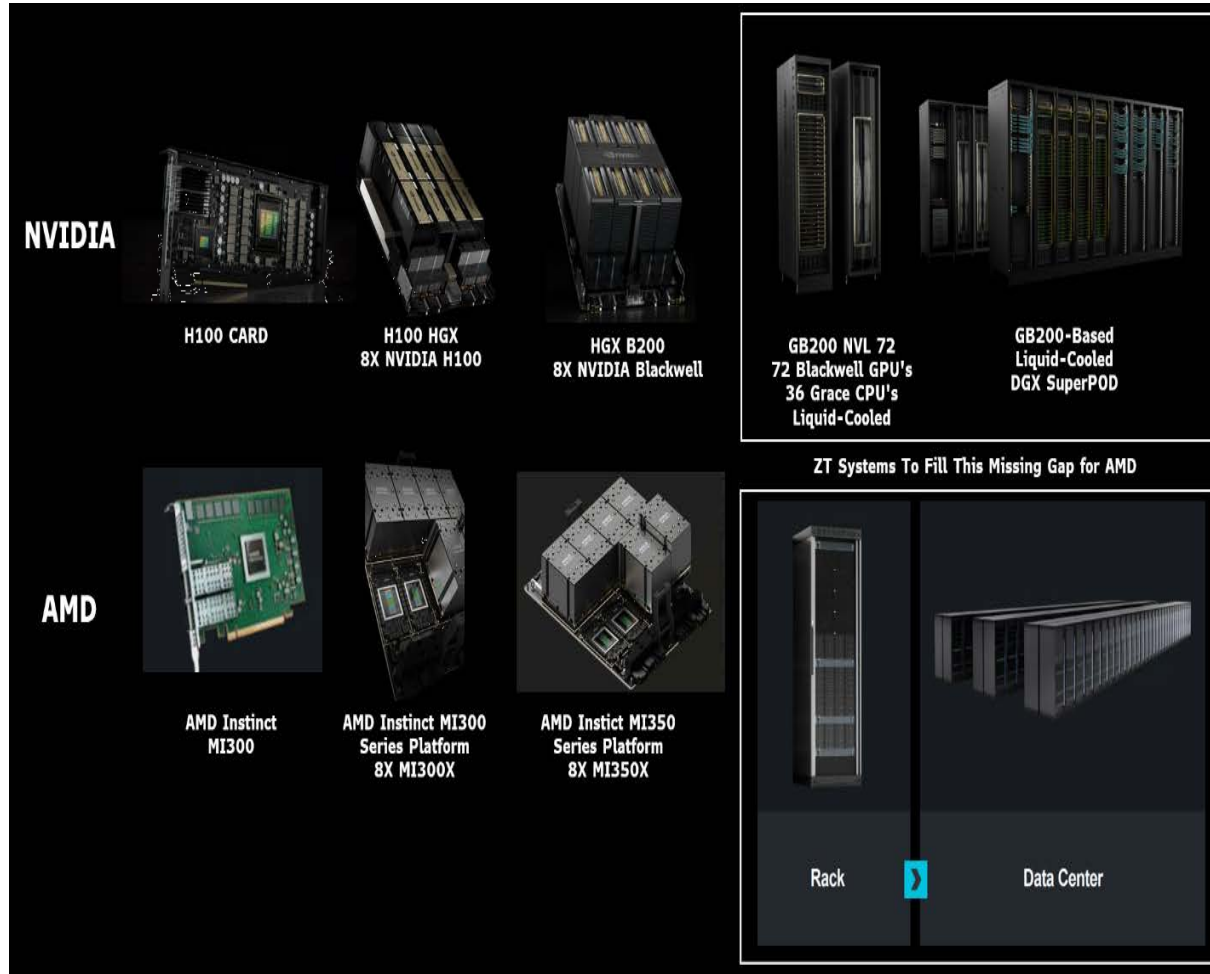 NVIDIA
H100 CARD
H100 HGX
8X NVIDIA H100
HGX B200
8X NVIDIA Blackwell
GB200 NVL 72
72 Blackwell GPU's
36 Grace CPU's
Liquid-Cooled
GB200-Based
Liquid-Cooled
DGX SuperPOD
ZT Systems To Fill This Missing Gap for AMD
AMD
AMD Instinct
MI300
AMD Instinct MI300
Series Platform
8X MI300X
AMD Instict MI350
Series Platform
8X MI350X
Rack
Data Center